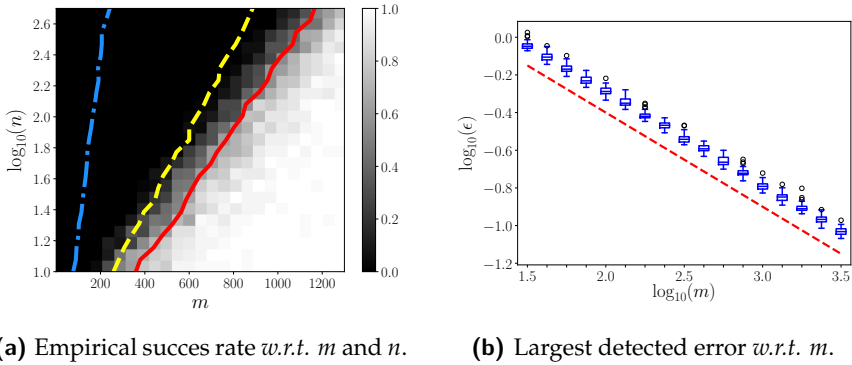 2.6
2.4
2.2
2.0
1.8
1.6
1.4
1.2
1.0
log₁₀(n)
200 400 600 800 1000 1200
m
1.0
0.8
0.6
0.4
0.2
0.0
0.0
−0.2
−0.4
−0.6
−0.8
−1.0
−1.2
log₁₀(ϵ)
1.5 2.0 2.5 3.0 3.5
log₁₀(m)
(a) Empirical succes rate w.r.t. m and n.
(b) Largest detected error w.r.t. m.